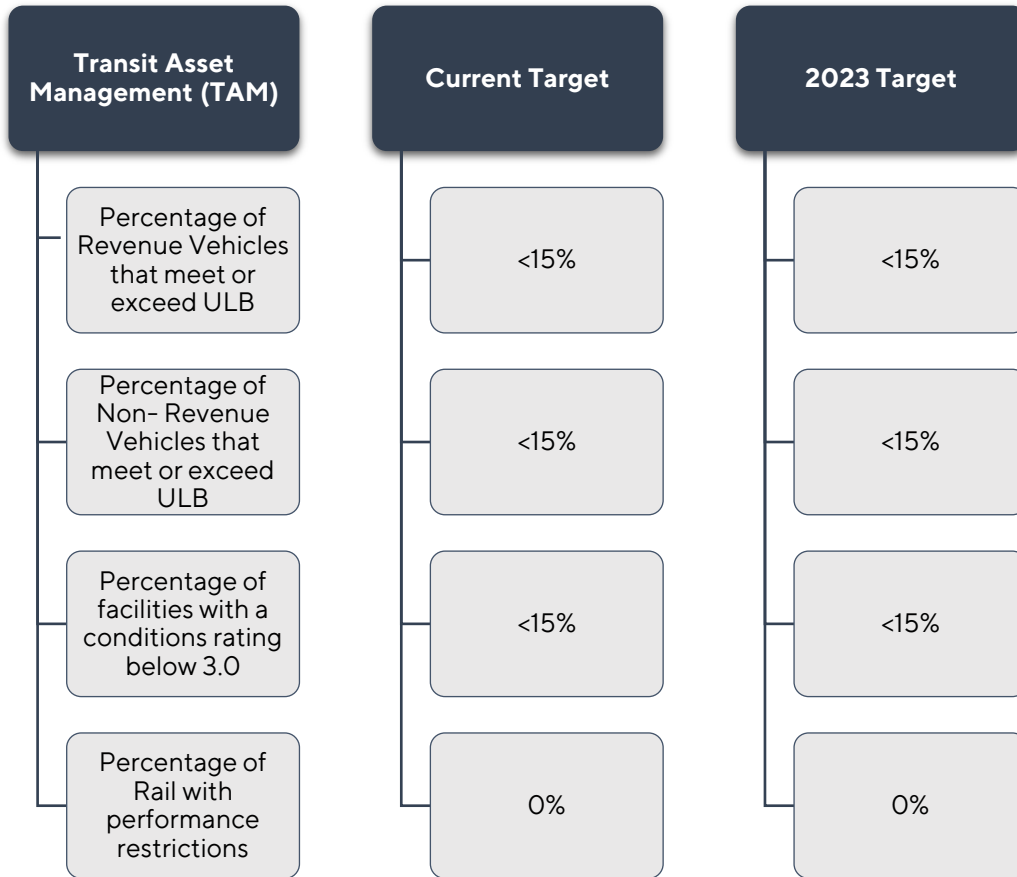 Transit Asset
Management (TAM)
Current Target
2023 Target
Percentage of
Revenue Vehicles
that meet or
exceed ULB
<15%
<15%
Percentage of
Non- Revenue
Vehicles that
meet or exceed
ULB
<15%
<15%
Percentage of
facilities with a
conditions rating
below 3.0
<15%
<15%
Percentage of
Rail with
performance
restrictions
0%
0%